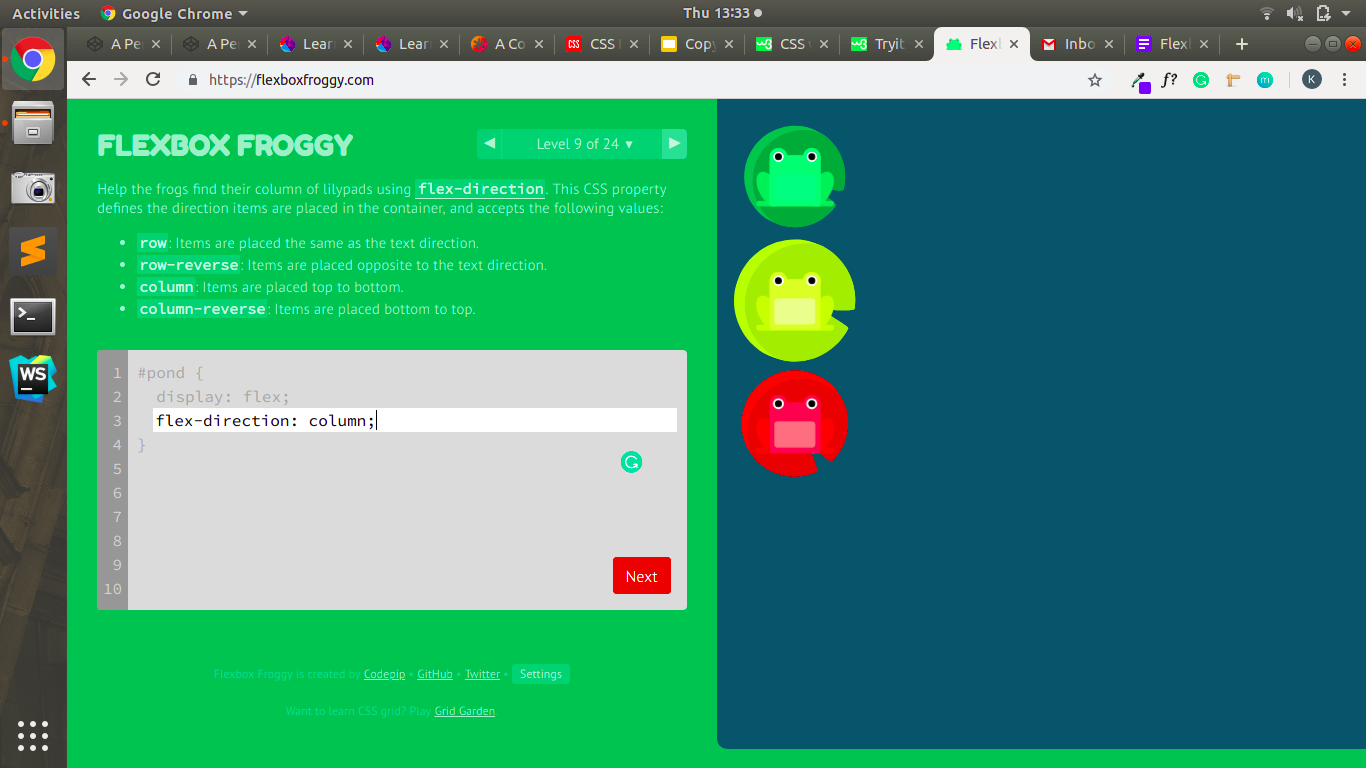 Activities Google Chrome Thu 13:33
A Pe A Pe Lear Lear A Co CSS Copy CSS Tryit Flex Inbo Flex
https://flexboxfroggy.com f? K
FLEXBOX FROGGY
◀ Level 9 of 24 ▼ ▶
Help the frogs find their column of lilypads using flex-direction. This CSS property
defines the direction items are placed in the container, and accepts the following values:
• row: Items are placed the same as the text direction.
• row-reverse: Items are placed opposite to the text direction.
• column: Items are placed top to bottom.
• column-reverse: Items are placed bottom to top.
1 #pond {
2 display: flex;
3 flex-direction: column;
4 }
5
6
7
8
9
10
Next
Flexbox Froggy is created by Codepip • GitHub • Twitter • Settings
Want to learn CSS grid? Play Grid Garden
WS